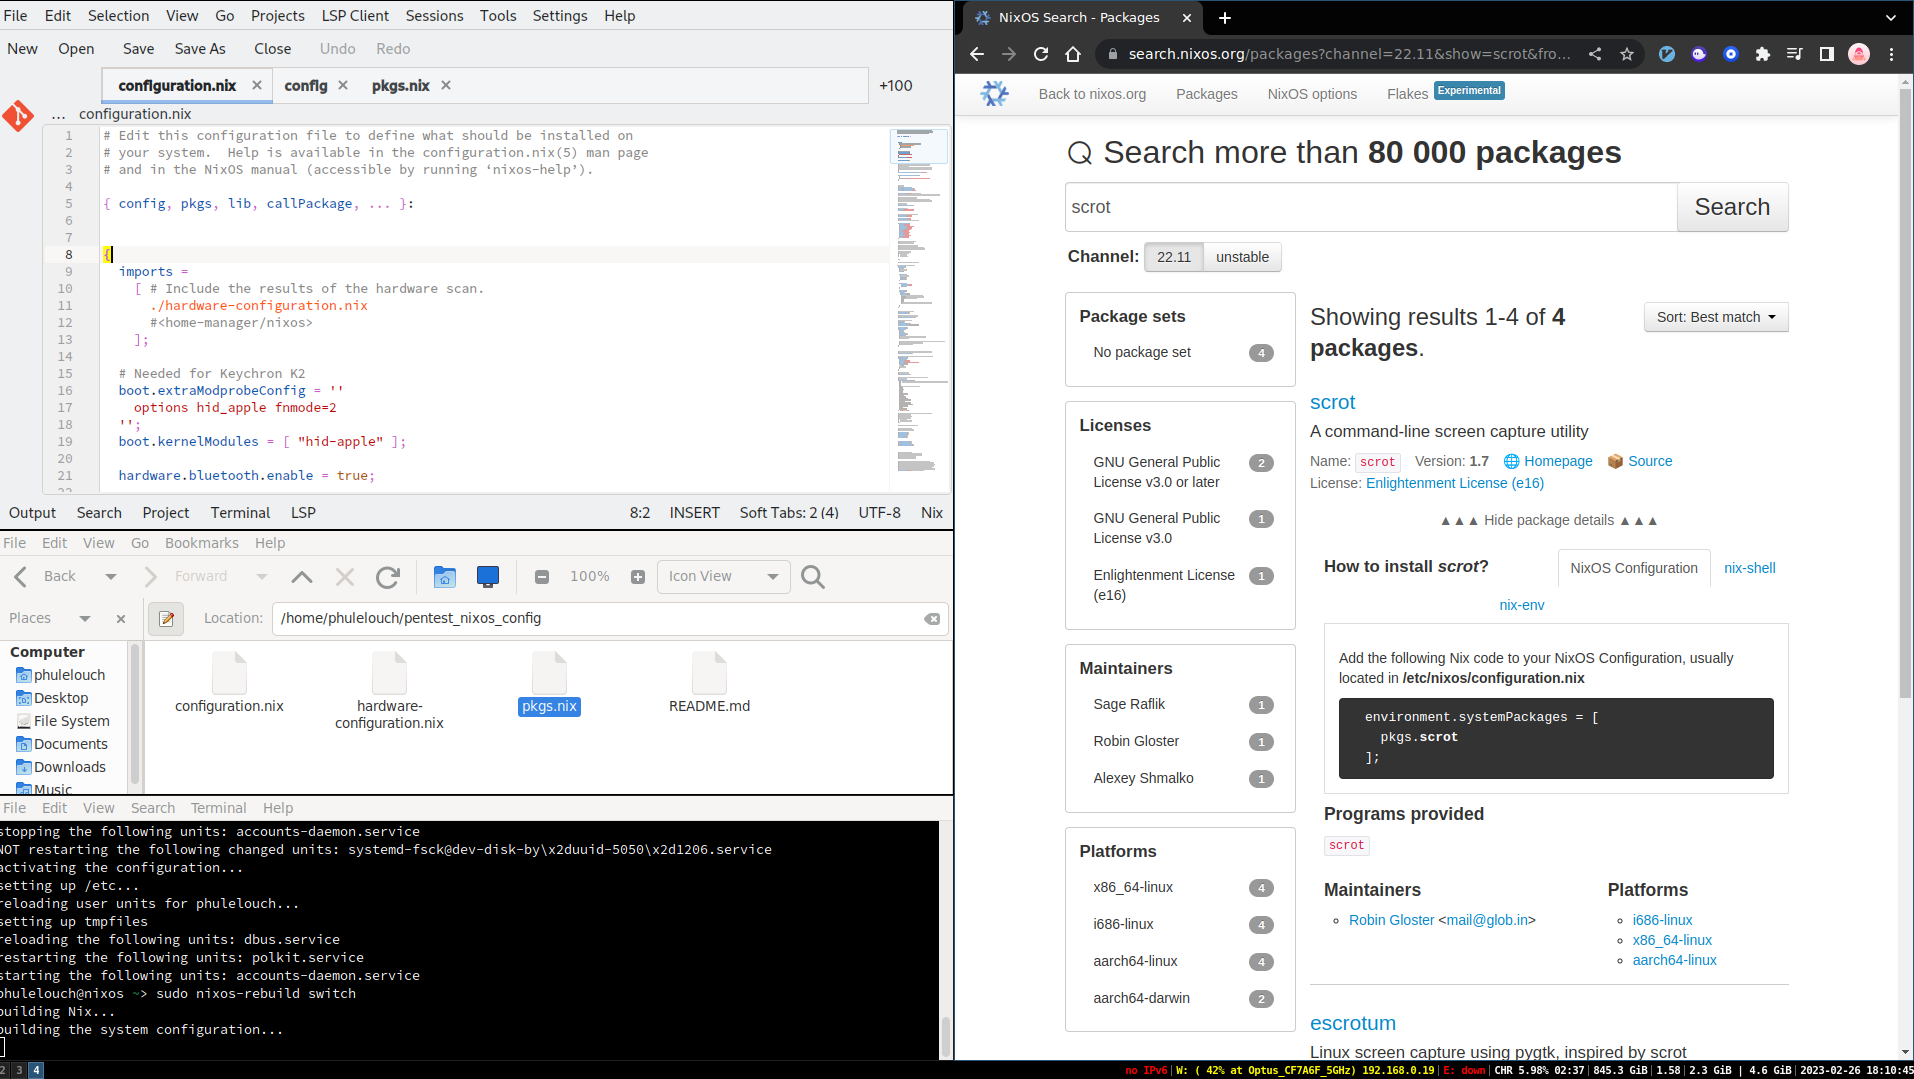 File Edit Selection View Go Projects LSP Client Sessions Tools Settings Help
New Open Save Save As Close Undo Redo
configuration.nix config pkgs.nix +100
... configuration.nix
1 # Edit this configuration file to define what should be installed on
2 # your system.  Help is available in the configuration.nix(5) man page
3 # and in the NixOS manual (accessible by running ‘nixos-help’).
4
5 { config, pkgs, lib, callPackage, ... }:
6
7
8 {
9   imports =
10     [ # Include the results of the hardware scan.
11       ./hardware-configuration.nix
12       #<home-manager/nixos>
13     ];
14
15   # Needed for Keychron K2
16   boot.extraModprobeConfig = ''
17     options hid_apple fnmode=2
18   '';
19   boot.kernelModules = [ "hid-apple" ];
20
21   hardware.bluetooth.enable = true;
22
Output Search Project Terminal LSP 8:2 INSERT Soft Tabs: 2 (4) UTF-8 Nix
File Edit View Go Bookmarks Help
Back Forward 100% Icon View
Places Location: /home/phulelouch/pentest_nixos_config
Computer
phulelouch
Desktop
File System
Documents
Downloads
Music
configuration.nix
hardware-
configuration.nix
pkgs.nix
README.md
File Edit View Search Terminal Help
stopping the following units: accounts-daemon.service
NOT restarting the following changed units: systemd-fsck@dev-disk-by\x2duuid-5050\x2d1206.service
activating the configuration...
setting up /etc...
reloading user units for phulelouch...
setting up tmpfiles
reloading the following units: dbus.service
restarting the following units: polkit.service
starting the following units: accounts-daemon.service
phulelouch@nixos ~> sudo nixos-rebuild switch
building Nix...
building the system configuration...
2 3 4
NixOS Search - Packages
search.nixos.org/packages?channel=22.11&show=scrot&fro...
Back to nixos.org Packages NixOS options Flakes Experimental
Search more than 80 000 packages
scrot Search
Channel: 22.11 unstable
Package sets
No package set 4
Licenses
GNU General Public 2
License v3.0 or later
GNU General Public 1
License v3.0
Enlightenment License 1
(e16)
Maintainers
Sage Raflik 1
Robin Gloster 1
Alexey Shmalko 1
Platforms
x86_64-linux 4
i686-linux 4
aarch64-linux 4
aarch64-darwin 2
Showing results 1-4 of 4
packages.
Sort: Best match
scrot
A command-line screen capture utility
Name: scrot Version: 1.7 Homepage Source
License: Enlightenment License (e16)
▲▲▲ Hide package details ▲▲▲
How to install scrot? NixOS Configuration nix-shell
nix-env
Add the following Nix code to your NixOS Configuration, usually
located in /etc/nixos/configuration.nix
environment.systemPackages = [
  pkgs.scrot
];
Programs provided
scrot
Maintainers
Robin Gloster <mail@glob.in>
Platforms
i686-linux
x86_64-linux
aarch64-linux
escrotum
Linux screen capture using pygtk, inspired by scrot
no IPv6|W: ( 42% at Optus_CF7A6F_5GHz) 192.168.0.19|E: down|CHR 5.98% 02:37|845.3 GiB|1.58|2.3 GiB | 4.6 GiB|2023-02-26 18:10:45